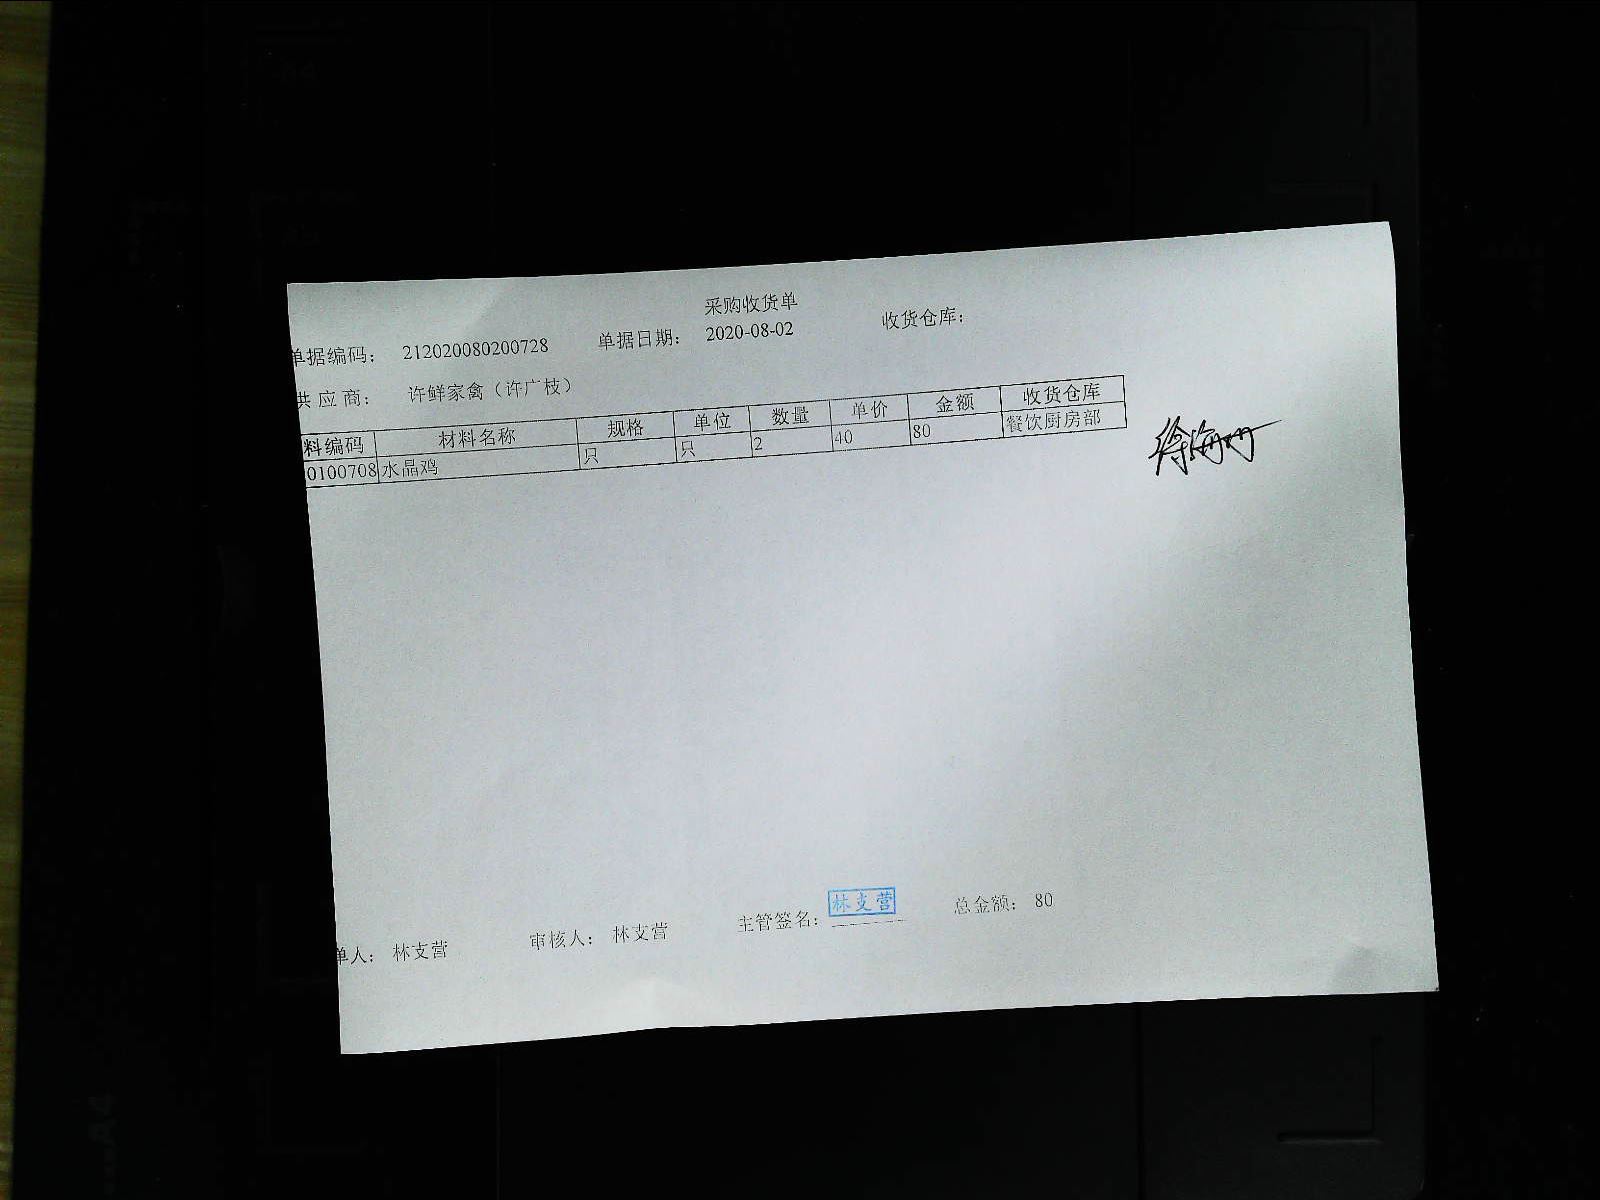 采购收货单
单据编码： 212020080200728 单据日期： 2020-08-02 收货仓库：
供应商： 许鲜家禽（许广枝）
料编码 材料名称 规格 单位 数量 单价 金额 收货仓库
0100708 水晶鸡 只 只 2 40 80 餐饮厨房部
单人： 林支营 审核人： 林支营 主管签名： 林支营 总金额： 80